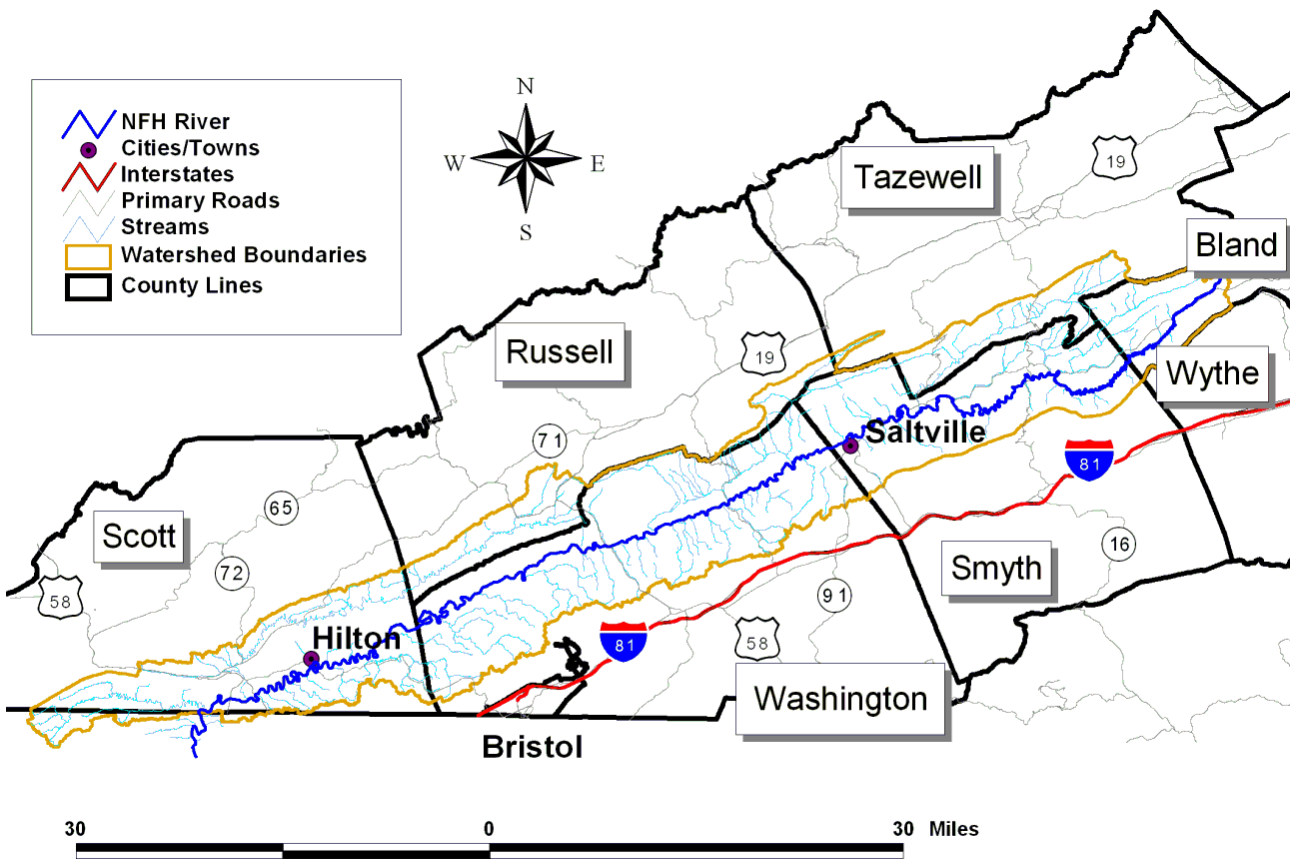 N
W
E
S
NFH River
Cities/Towns
Interstates
Primary Roads
Streams
Watershed Boundaries
County Lines
19
Tazewell
Bland
Russell
19
Wythe
71
Saltville
81
65
Scott
72
58
16
Smyth
91
Hilton
81
58
Washington
Bristol
30
0
30 Miles